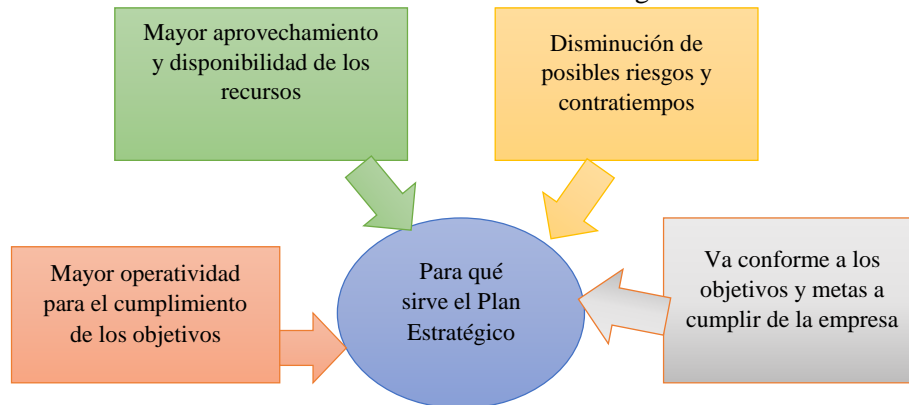 Mayor aprovechamiento
y disponibilidad de los
recursos
Disminución de
posibles riesgos y
contratiempos
Mayor operatividad
para el cumplimiento
de los objetivos
Para qué
sirve el Plan
Estratégico
Va conforme a los
objetivos y metas a
cumplir de la empresa